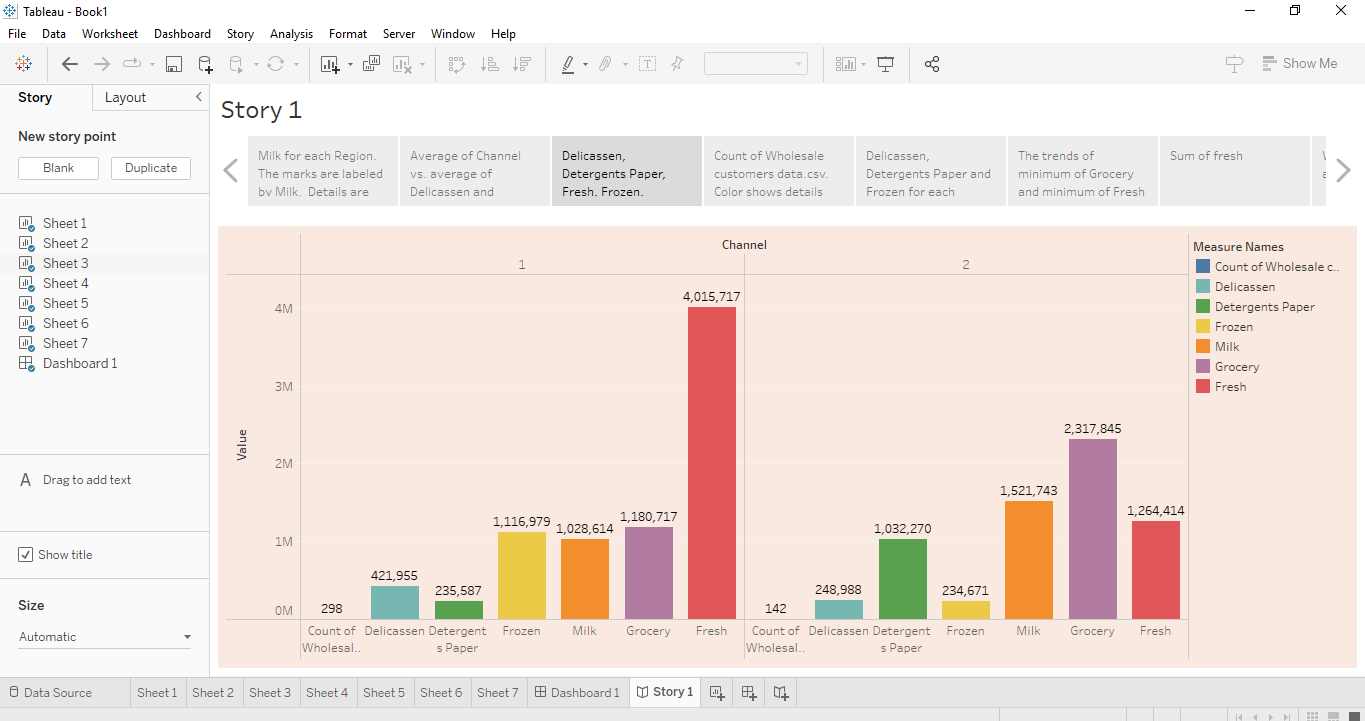 Tableau - Book1
File Data Worksheet Dashboard Story Analysis Format Server Window Help
Show Me
Story Layout
New story point
Blank Duplicate
Sheet 1
Sheet 2
Sheet 3
Sheet 4
Sheet 5
Sheet 6
Sheet 7
Dashboard 1
A Drag to add text
Show title
Size
Automatic
Story 1
Milk for each Region.
The marks are labeled
by Milk. Details are
Average of Channel
vs. average of
Delicassen and
Delicassen,
Detergents Paper,
Fresh, Frozen,
Count of Wholesale
customers data.csv.
Color shows details
Delicassen,
Detergents Paper and
Frozen for each
The trends of
minimum of Grocery
and minimum of Fresh
Sum of fresh
Channel
1 2
Value
4M
3M
2M
1M
0M
298 421,955 235,587 1,116,979 1,028,614 1,180,717 4,015,717
142 248,988 1,032,270 234,671 1,521,743 2,317,845 1,264,414
Count of Delicassen Detergent Frozen Milk Grocery Fresh Count of Delicassen Detergent Frozen Milk Grocery Fresh
Wholesal.. s Paper Wholesal.. s Paper
Measure Names
Count of Wholesale c..
Delicassen
Detergents Paper
Frozen
Milk
Grocery
Fresh
Data Source Sheet 1 Sheet 2 Sheet 3 Sheet 4 Sheet 5 Sheet 6 Sheet 7 Dashboard 1 Story 1